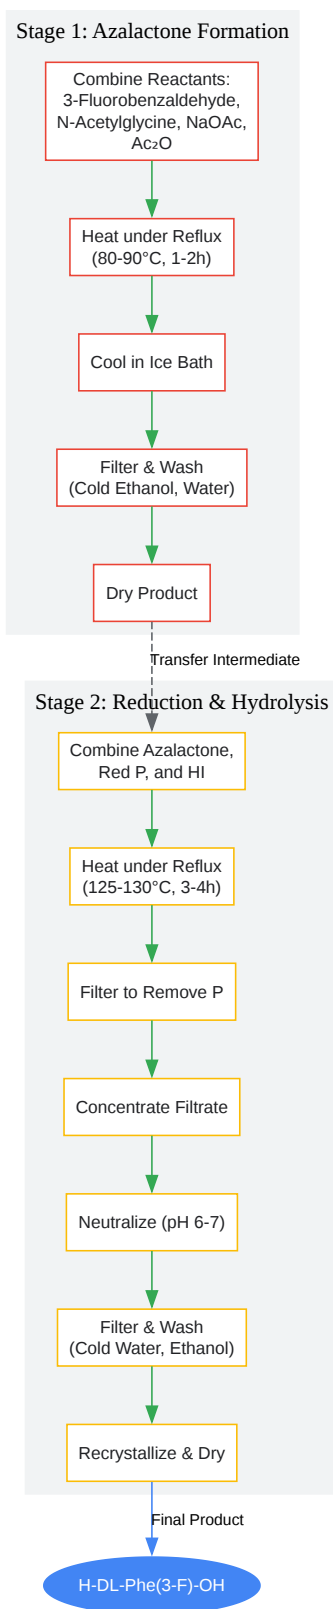 Stage 1: Azalactone Formation
Combine Reactants:
3-Fluorobenzaldehyde,
N-Acetylglycine, NaOAc,
Ac₂O
Heat under Reflux
(80-90°C, 1-2h)
Cool in Ice Bath
Filter & Wash
(Cold Ethanol, Water)
Dry Product
Transfer Intermediate
Stage 2: Reduction & Hydrolysis
Combine Azalactone,
Red P, and HI
Heat under Reflux
(125-130°C, 3-4h)
Filter to Remove P
Concentrate Filtrate
Neutralize (pH 6-7)
Filter & Wash
(Cold Water, Ethanol)
Recrystallize & Dry
Final Product
H-DL-Phe(3-F)-OH